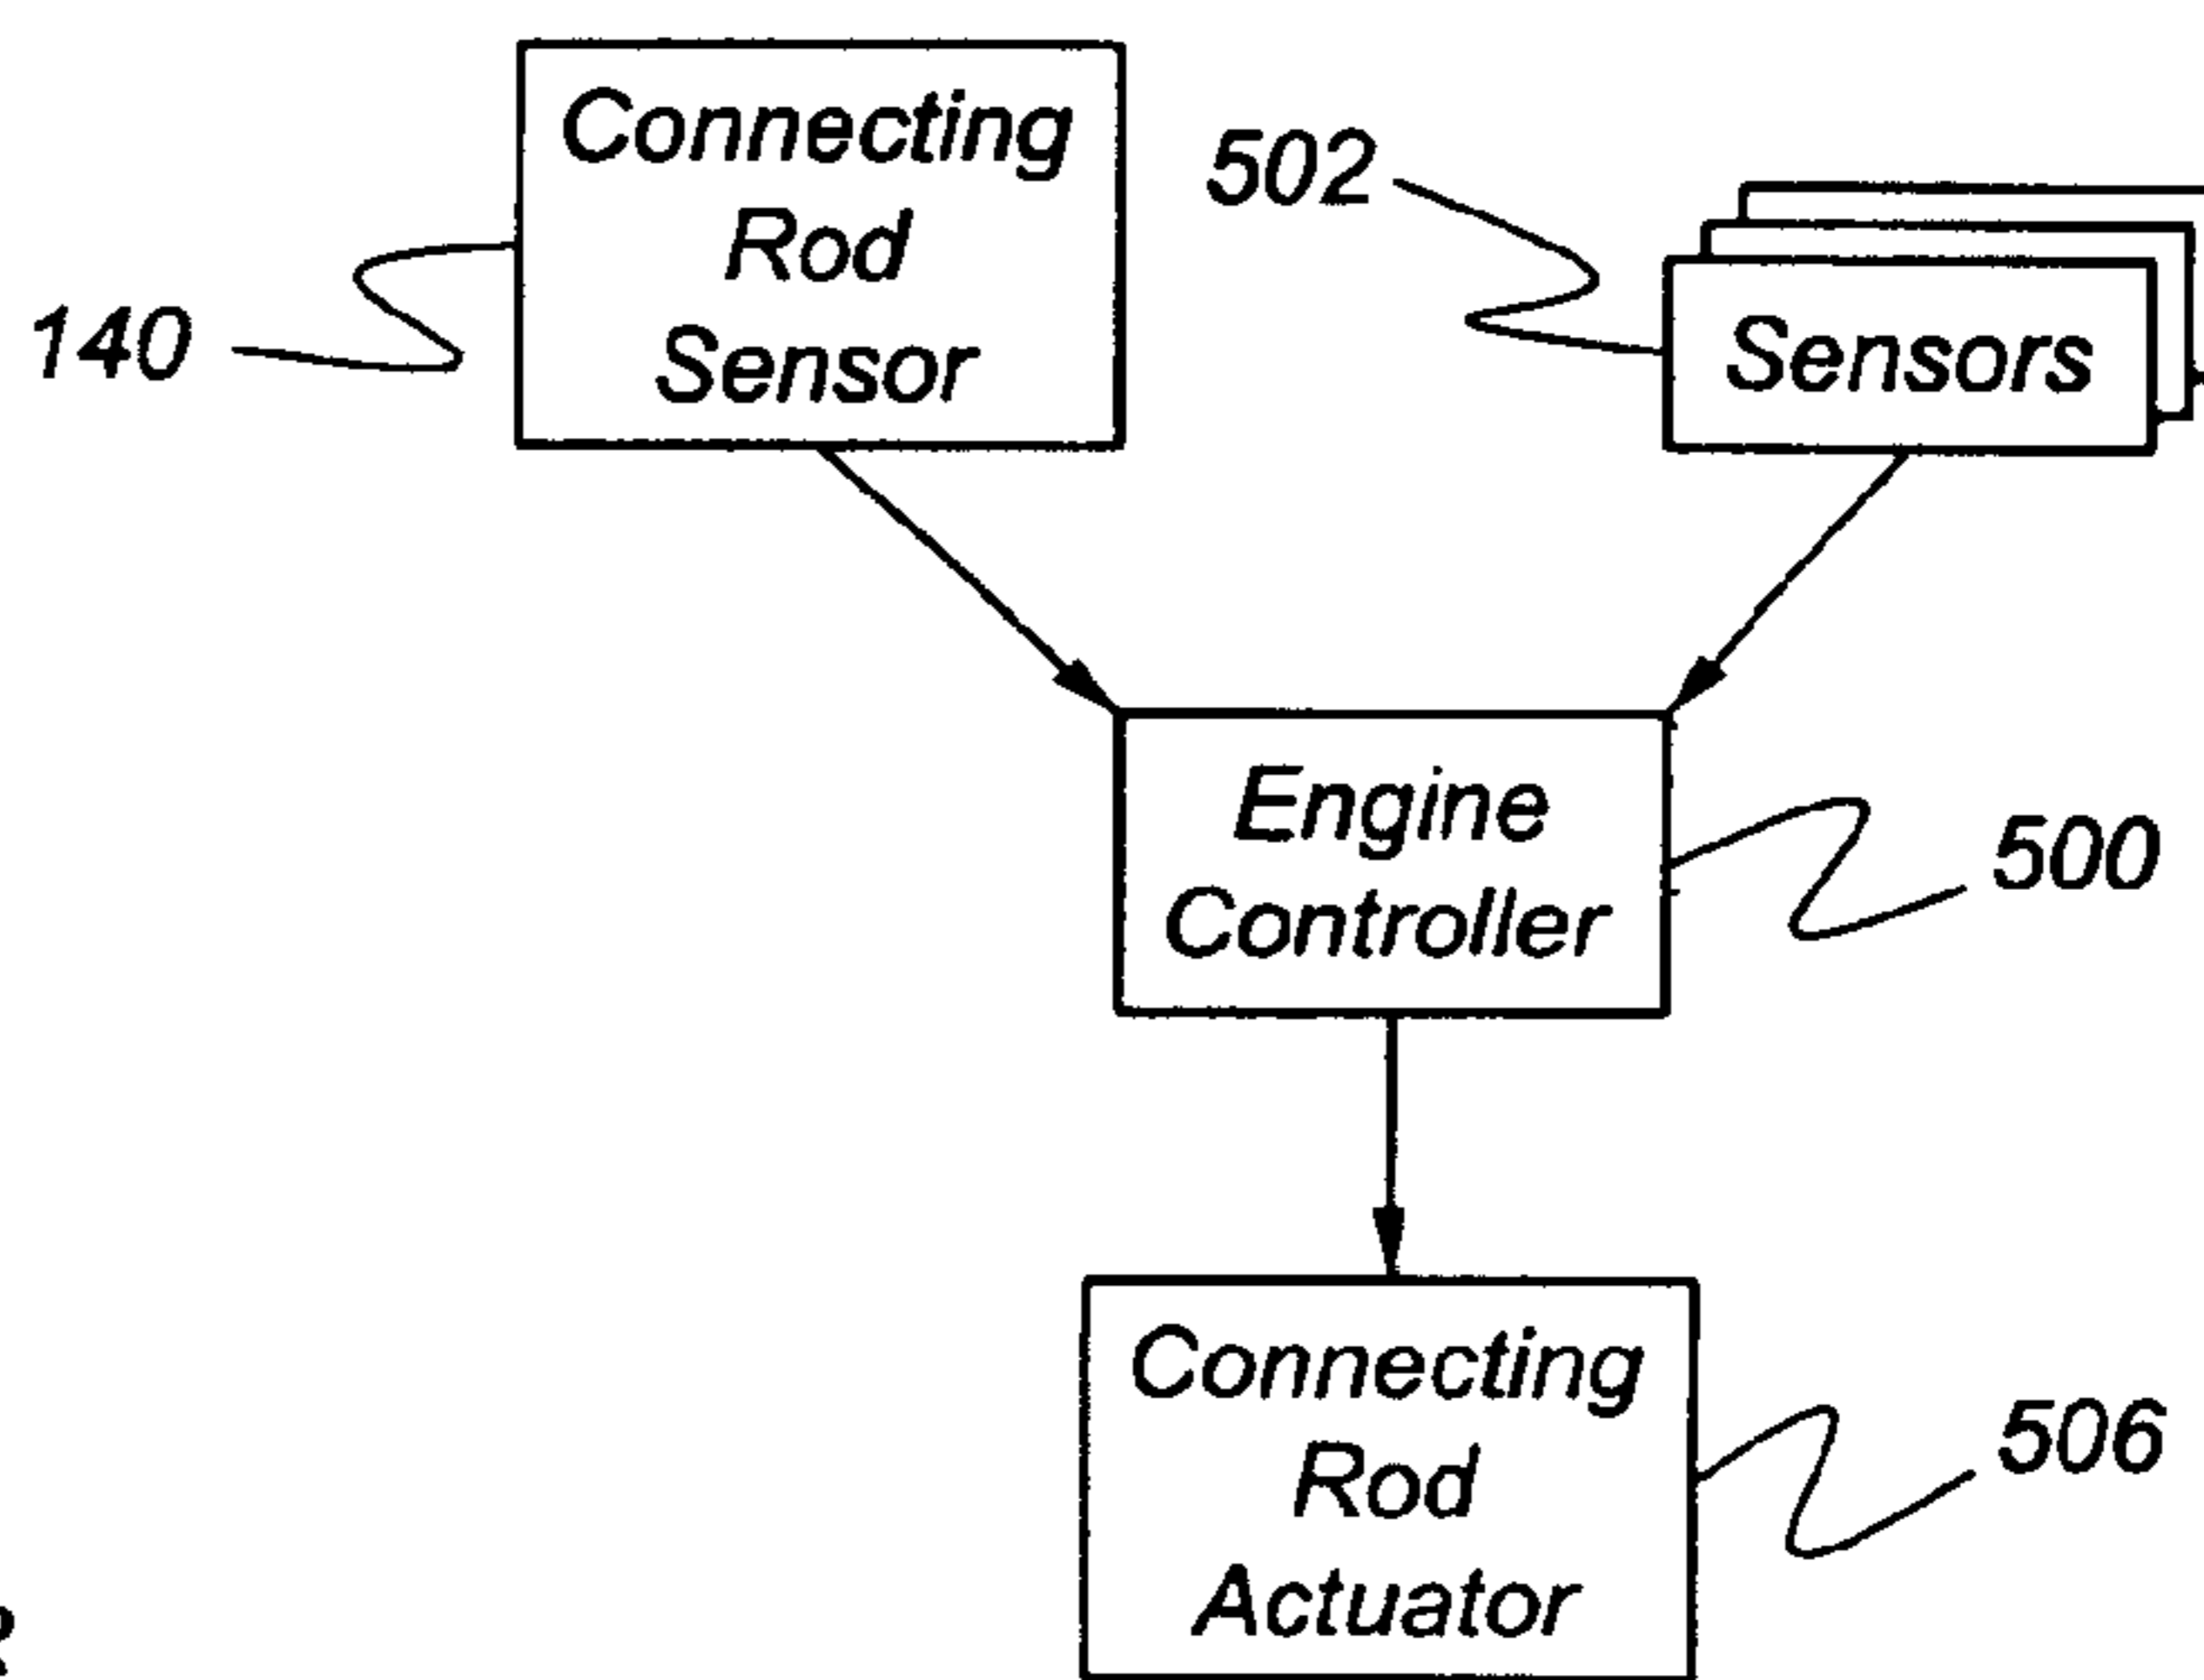 Connecting
Rod
Sensor
140
502
Sensors
Engine
Controller
500
Connecting
Rod
Actuator
506